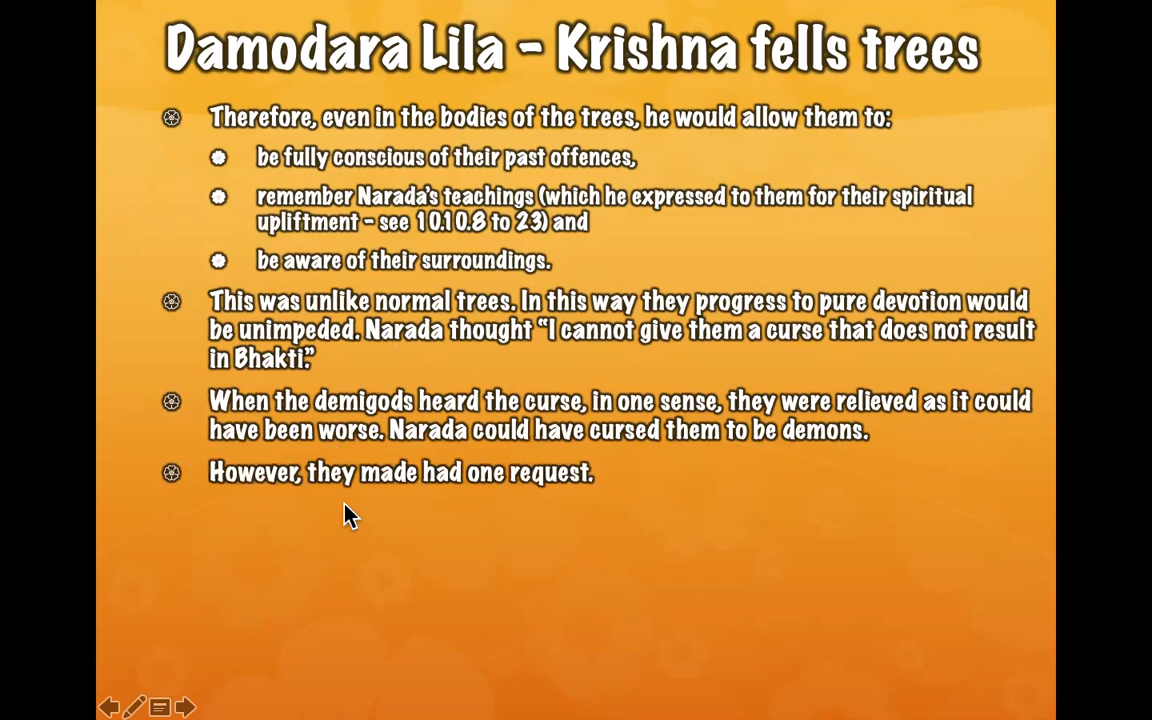 Damodara Lila - Krishna fells trees
Therefore, even in the bodies of the trees, he would allow them to:
be fully conscious of their past offences,
remember Narada's teachings (which he expressed to them for their spiritual
upliftment - see 10.10.8 to 23) and
be aware of their surroundings.
This was unlike normal trees. In this way they progress to pure devotion would
be unimpeded. Narada thought “I cannot give them a curse that does not result
in Bhakti.”
When the demigods heard the curse, in one sense, they were relieved as it could
have been worse. Narada could have cursed them to be demons.
However, they made had one request.